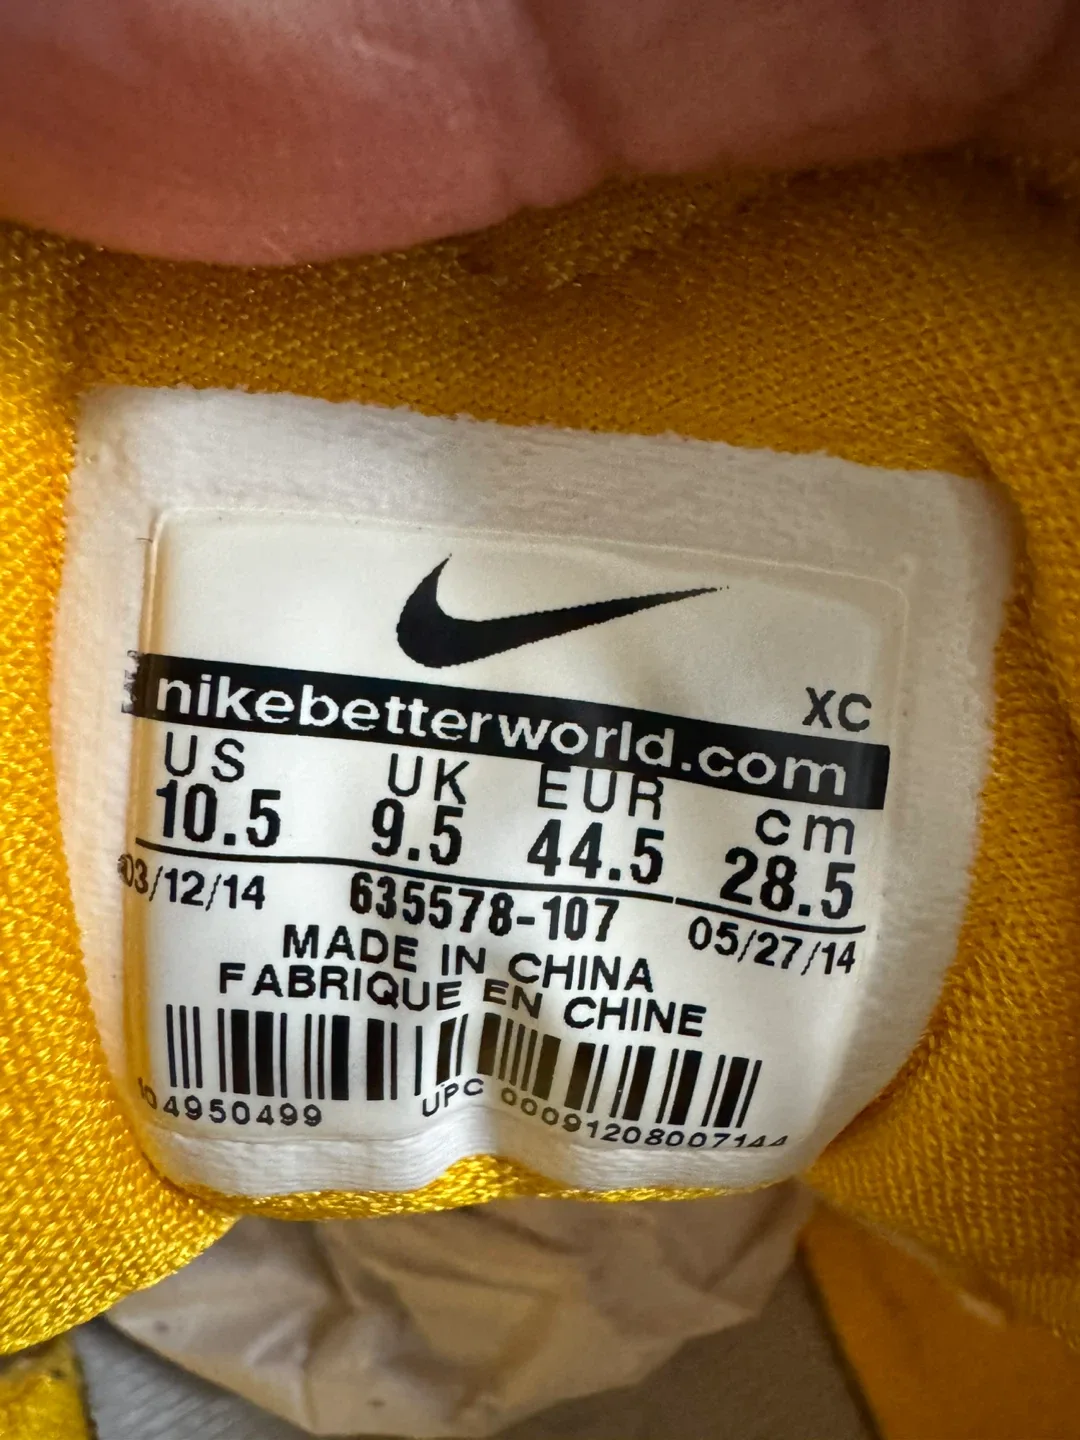 XC
nikebetterworld.com
US UK EUR cm
10.5 9.5 44.5 28.5
03/12/14 635578-107 05/27/14
MADE IN CHINA
FABRIQUE EN CHINE
04950499 UPC 00091208007144